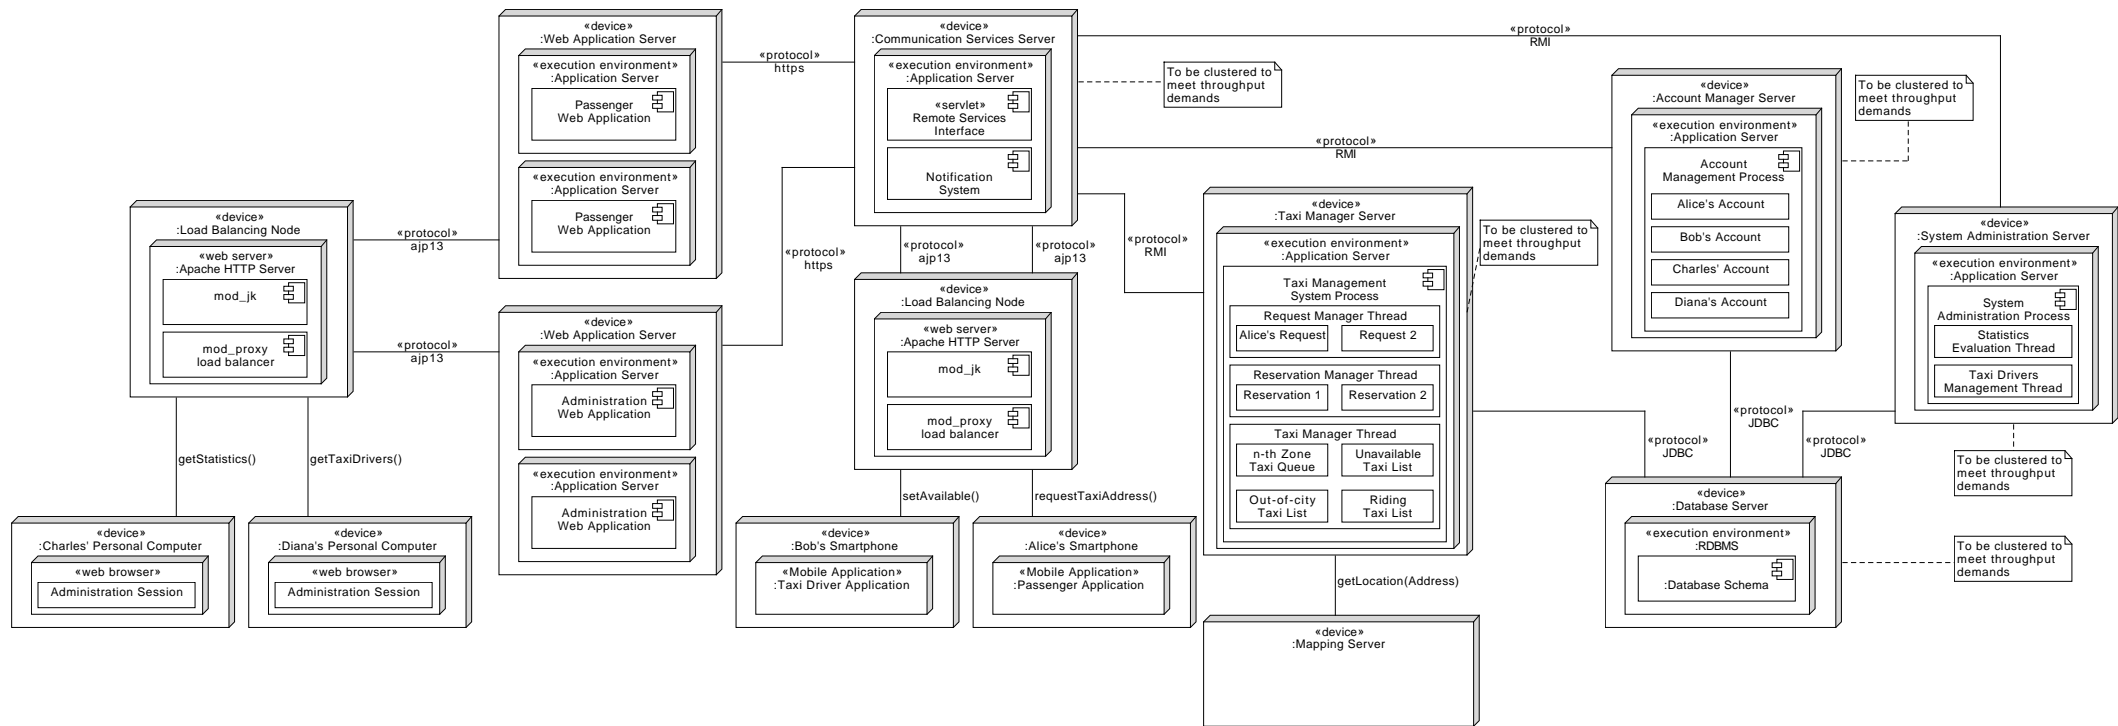 «device»
:Web Application Server
«execution environment»
:Application Server
Passenger
Web Application
«execution environment»
:Application Server
Passenger
Web Application
«protocol»
https
«device»
:Communication Services Server
«execution environment»
:Application Server
«servlet»
Remote Services
Interface
Notification
System
«protocol»
RMI
To be clustered to
meet throughput
demands
«device»
:Account Manager Server
«execution environment»
:Application Server
Account
Management Process
Alice's Account
Bob's Account
Charles' Account
Diana's Account
To be clustered to
meet throughput
demands
«protocol»
RMI
«device»
:Load Balancing Node
«web server»
:Apache HTTP Server
mod_jk
mod_proxy
load balancer
«protocol»
ajp13
«protocol»
ajp13
«protocol»
https
«protocol»
ajp13
«protocol»
ajp13
«protocol»
RMI
«device»
:Taxi Manager Server
«execution environment»
:Application Server
Taxi Management
System Process
Request Manager Thread
Alice's Request
Request 2
Reservation Manager Thread
Reservation 1
Reservation 2
Taxi Manager Thread
n-th Zone
Taxi Queue
Unavailable
Taxi List
Out-of-city
Taxi List
Riding
Taxi List
To be clustered to
meet throughput
demands
«device»
:System Administration Server
«execution environment»
:Application Server
System
Administration Process
Statistics
Evaluation Thread
Taxi Drivers
Management Thread
«device»
:Web Application Server
«execution environment»
:Application Server
Administration
Web Application
«execution environment»
:Application Server
Administration
Web Application
«device»
:Load Balancing Node
«web server»
:Apache HTTP Server
mod_jk
mod_proxy
load balancer
«protocol»
JDBC
«protocol»
JDBC
«protocol»
JDBC
To be clustered to
meet throughput
demands
getStatistics()
getTaxiDrivers()
setAvailable()
requestTaxiAddress()
«device»
:Charles' Personal Computer
«web browser»
Administration Session
«device»
:Diana's Personal Computer
«web browser»
Administration Session
«device»
:Bob's Smartphone
«Mobile Application»
:Taxi Driver Application
«device»
:Alice's Smartphone
«Mobile Application»
:Passenger Application
getLocation(Address)
«device»
:Mapping Server
«device»
:Database Server
«execution environment»
:RDBMS
:Database Schema
To be clustered to
meet throughput
demands